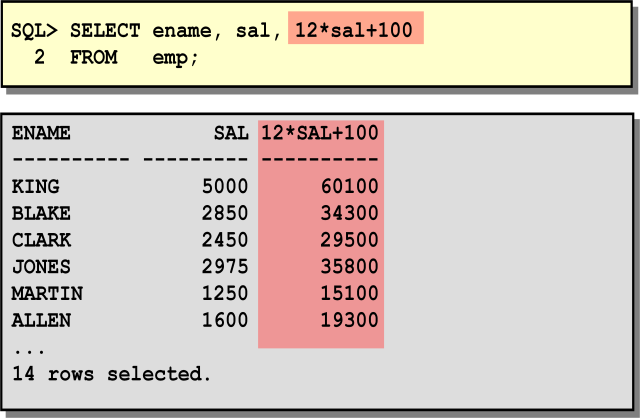 SQL> SELECT ename, sal, 12*sal+100
2 FROM emp;
ENAME SAL 12*SAL+100
---------- --------- ----------
KING 5000 60100
BLAKE 2850 34300
CLARK 2450 29500
JONES 2975 35800
MARTIN 1250 15100
ALLEN 1600 19300
...
14 rows selected.